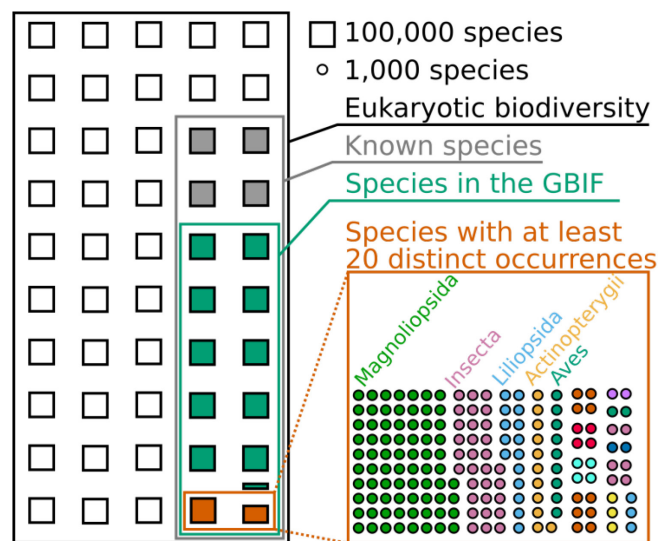 100,000 species
1,000 species
Eukaryotic biodiversity
Known species
Species in the GBIF
Species with at least
20 distinct occurrences
Magnoliopsida
Insecta
Liliopsida
Actinopterygii
Aves